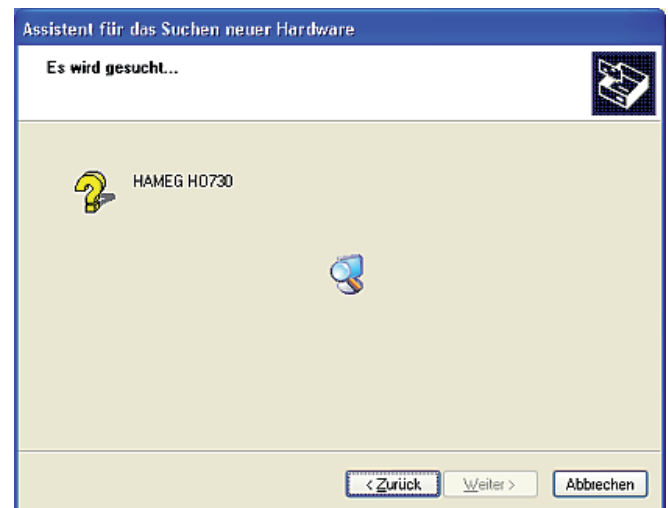 Assistent für das Suchen neuer Hardware
Es wird gesucht...
HAMEG HO730
< Zurück
Weiter >
Abbrechen